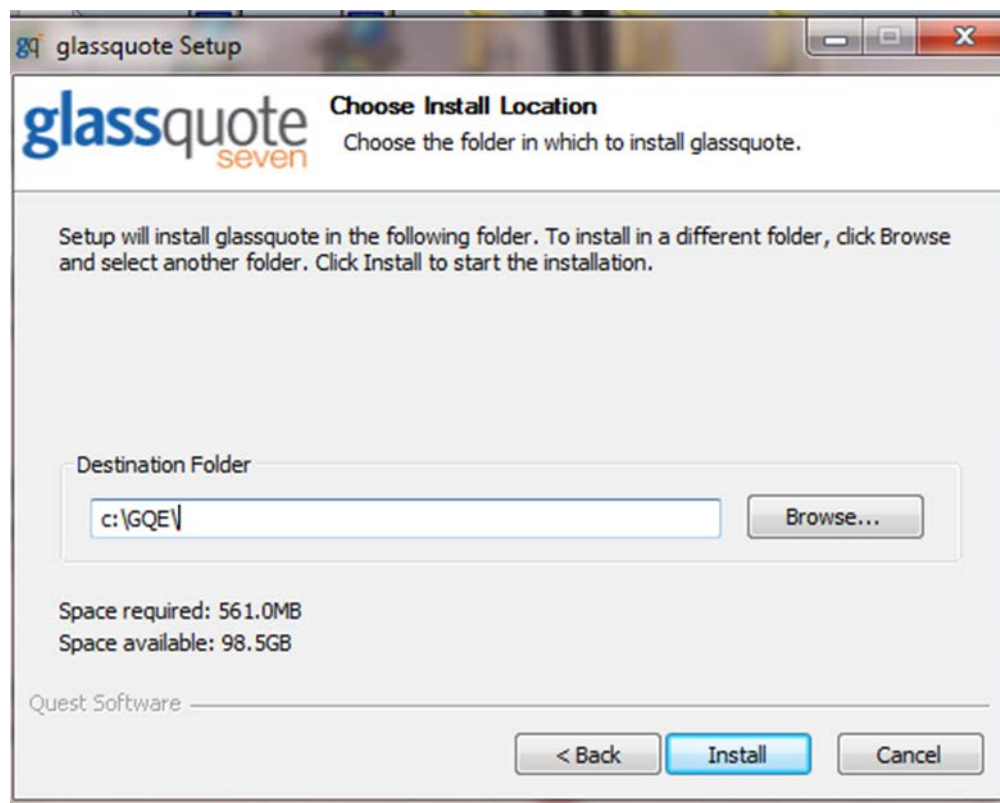 gq glassquote Setup
glassquote
seven
Choose Install Location
Choose the folder in which to install glassquote.
Setup will install glassquote in the following folder. To install in a different folder, click Browse
and select another folder. Click Install to start the installation.
Destination Folder
c:\GQE\
Browse...
Space required: 561.0MB
Space available: 98.5GB
Quest Software
< Back
Install
Cancel